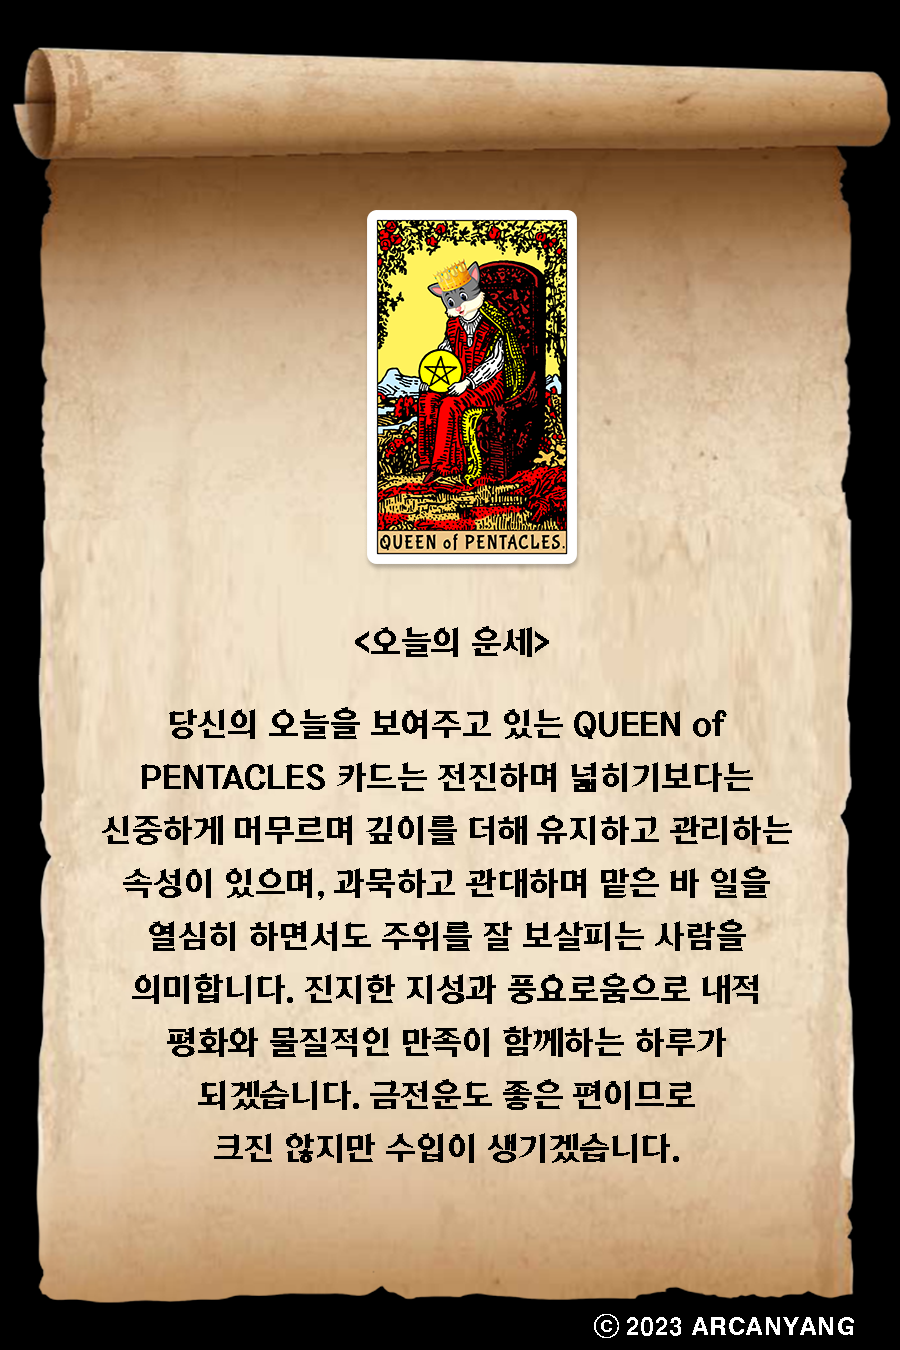 QUEEN of PENTACLES.
<오늘의 운세>
당신의 오늘을 보여주고 있는 QUEEN of
PENTACLES 카드는 전진하며 넓히기보다는
신중하게 머무르며 깊이를 더해 유지하고 관리하는
속성이 있으며, 과묵하고 관대하며 맡은 바 일을
열심히 하면서도 주위를 잘 보살피는 사람을
의미합니다. 진지한 지성과 풍요로움으로 내적
평화와 물질적인 만족이 함께하는 하루가
되겠습니다. 금전운도 좋은 편이므로
크진 않지만 수입이 생기겠습니다.
ⓒ 2023 ARCANYANG